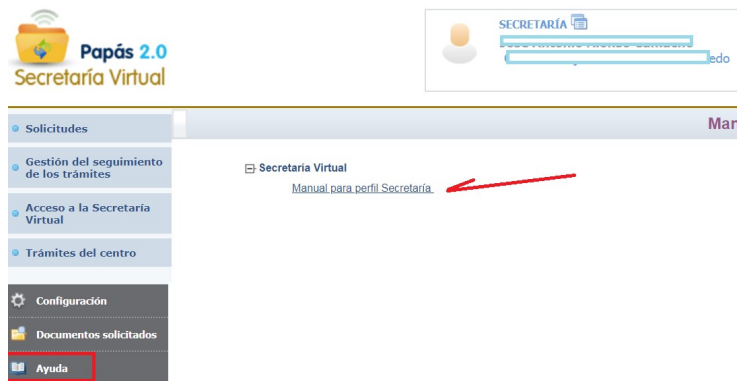 Papás 2.0
Secretaría Virtual
SECRETARÍA
edo
Solicitudes
Man
Gestión del seguimiento
de los trámites
Secretaria Virtual
Manual para perfil Secretaría
Acceso a la Secretaría
Virtual
Trámites del centro
Configuración
Documentos solicitados
Ayuda